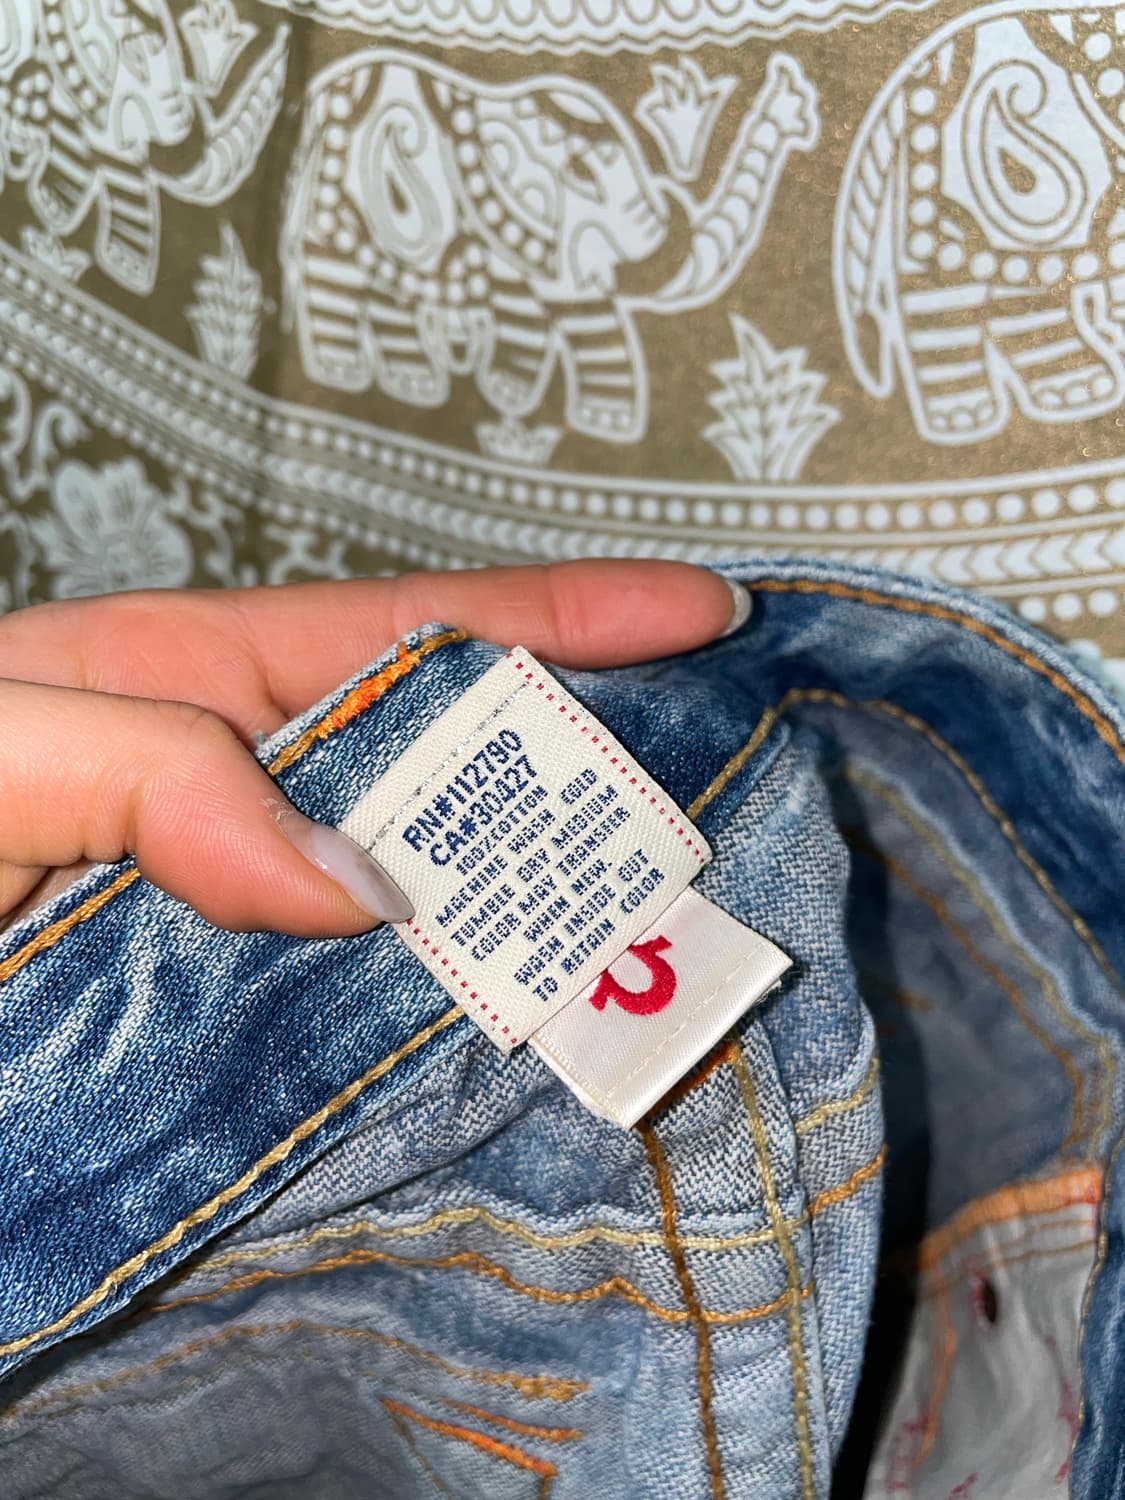 RN#112790
CA#30427
100%COTTON
MACHINE WASH COLD
TUMBLE DRY MEDIUM
COLOR MAY TRANSFER
WHEN NEW.
WASH INSIDE OUT
TO RETAIN COLOR